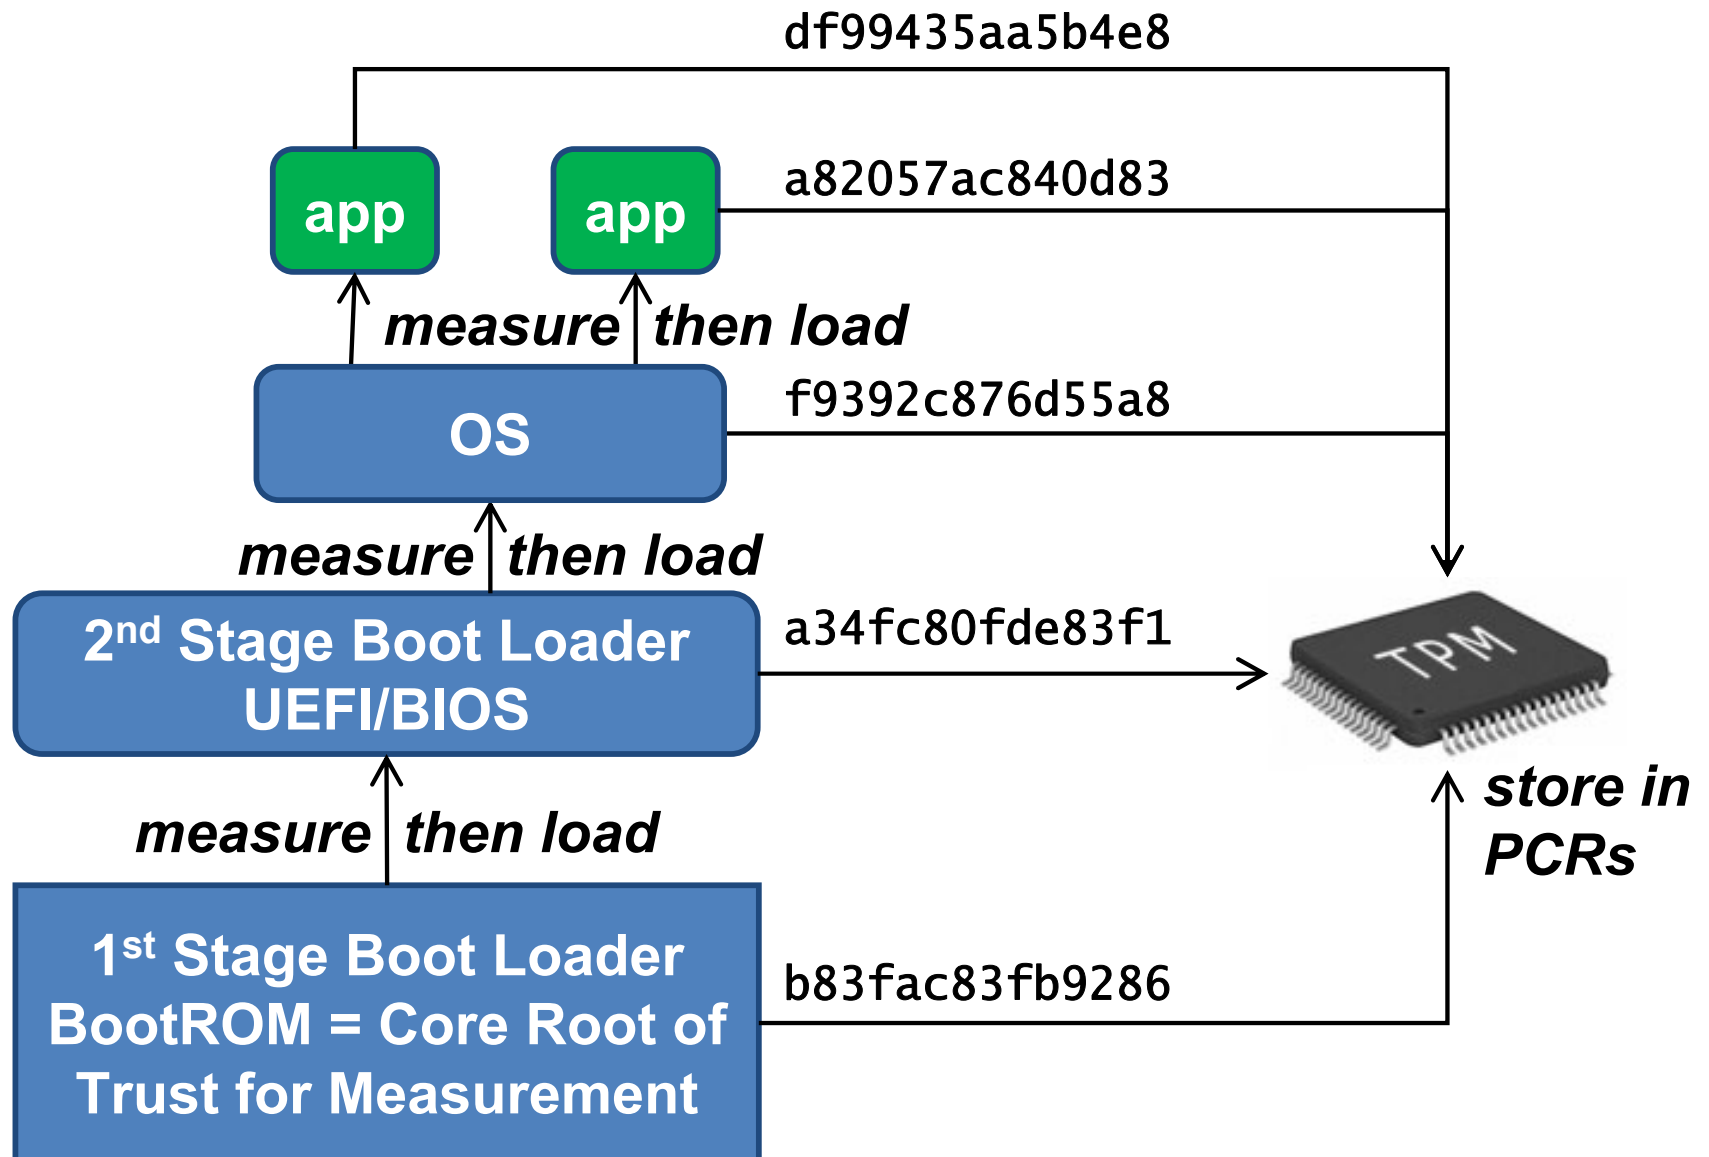 df99435aa5b4e8
app
app
a82057ac840d83
measure then load
OS
f9392c876d55a8
measure then load
2nd Stage Boot Loader
UEFI/BIOS
a34fc80fde83f1
TPM
store in
PCRs
measure then load
1st Stage Boot Loader
BootROM = Core Root of
Trust for Measurement
b83fac83fb9286